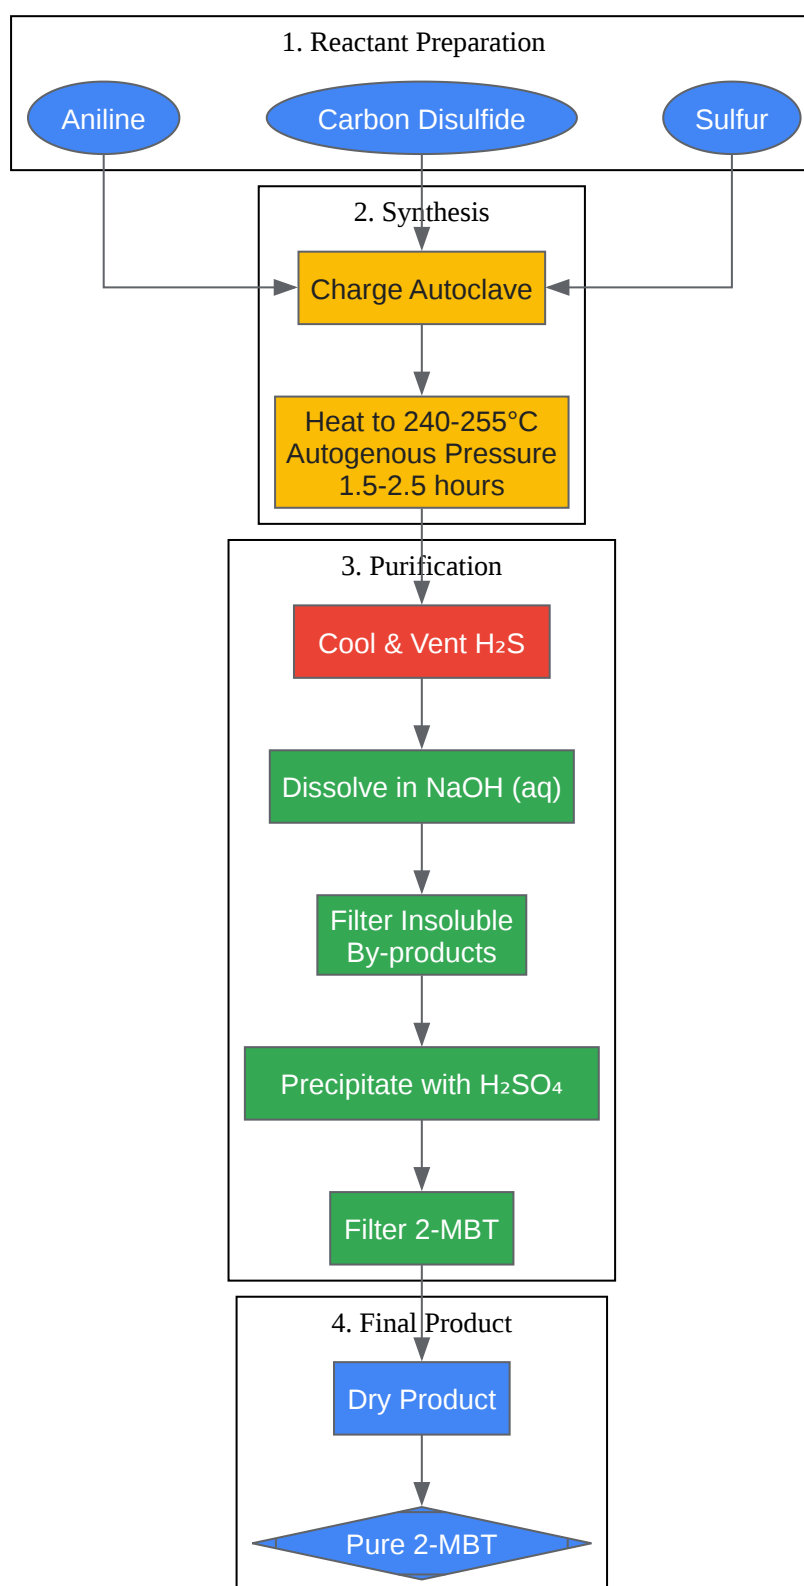 1. Reactant Preparation
Aniline
Carbon Disulfide
Sulfur
2. Synthesis
Charge Autoclave
Heat to 240-255°C
Autogenous Pressure
1.5-2.5 hours
3. Purification
Cool & Vent H₂S
Dissolve in NaOH (aq)
Filter Insoluble
By-products
Precipitate with H₂SO₄
Filter 2-MBT
4. Final Product
Dry Product
Pure 2-MBT